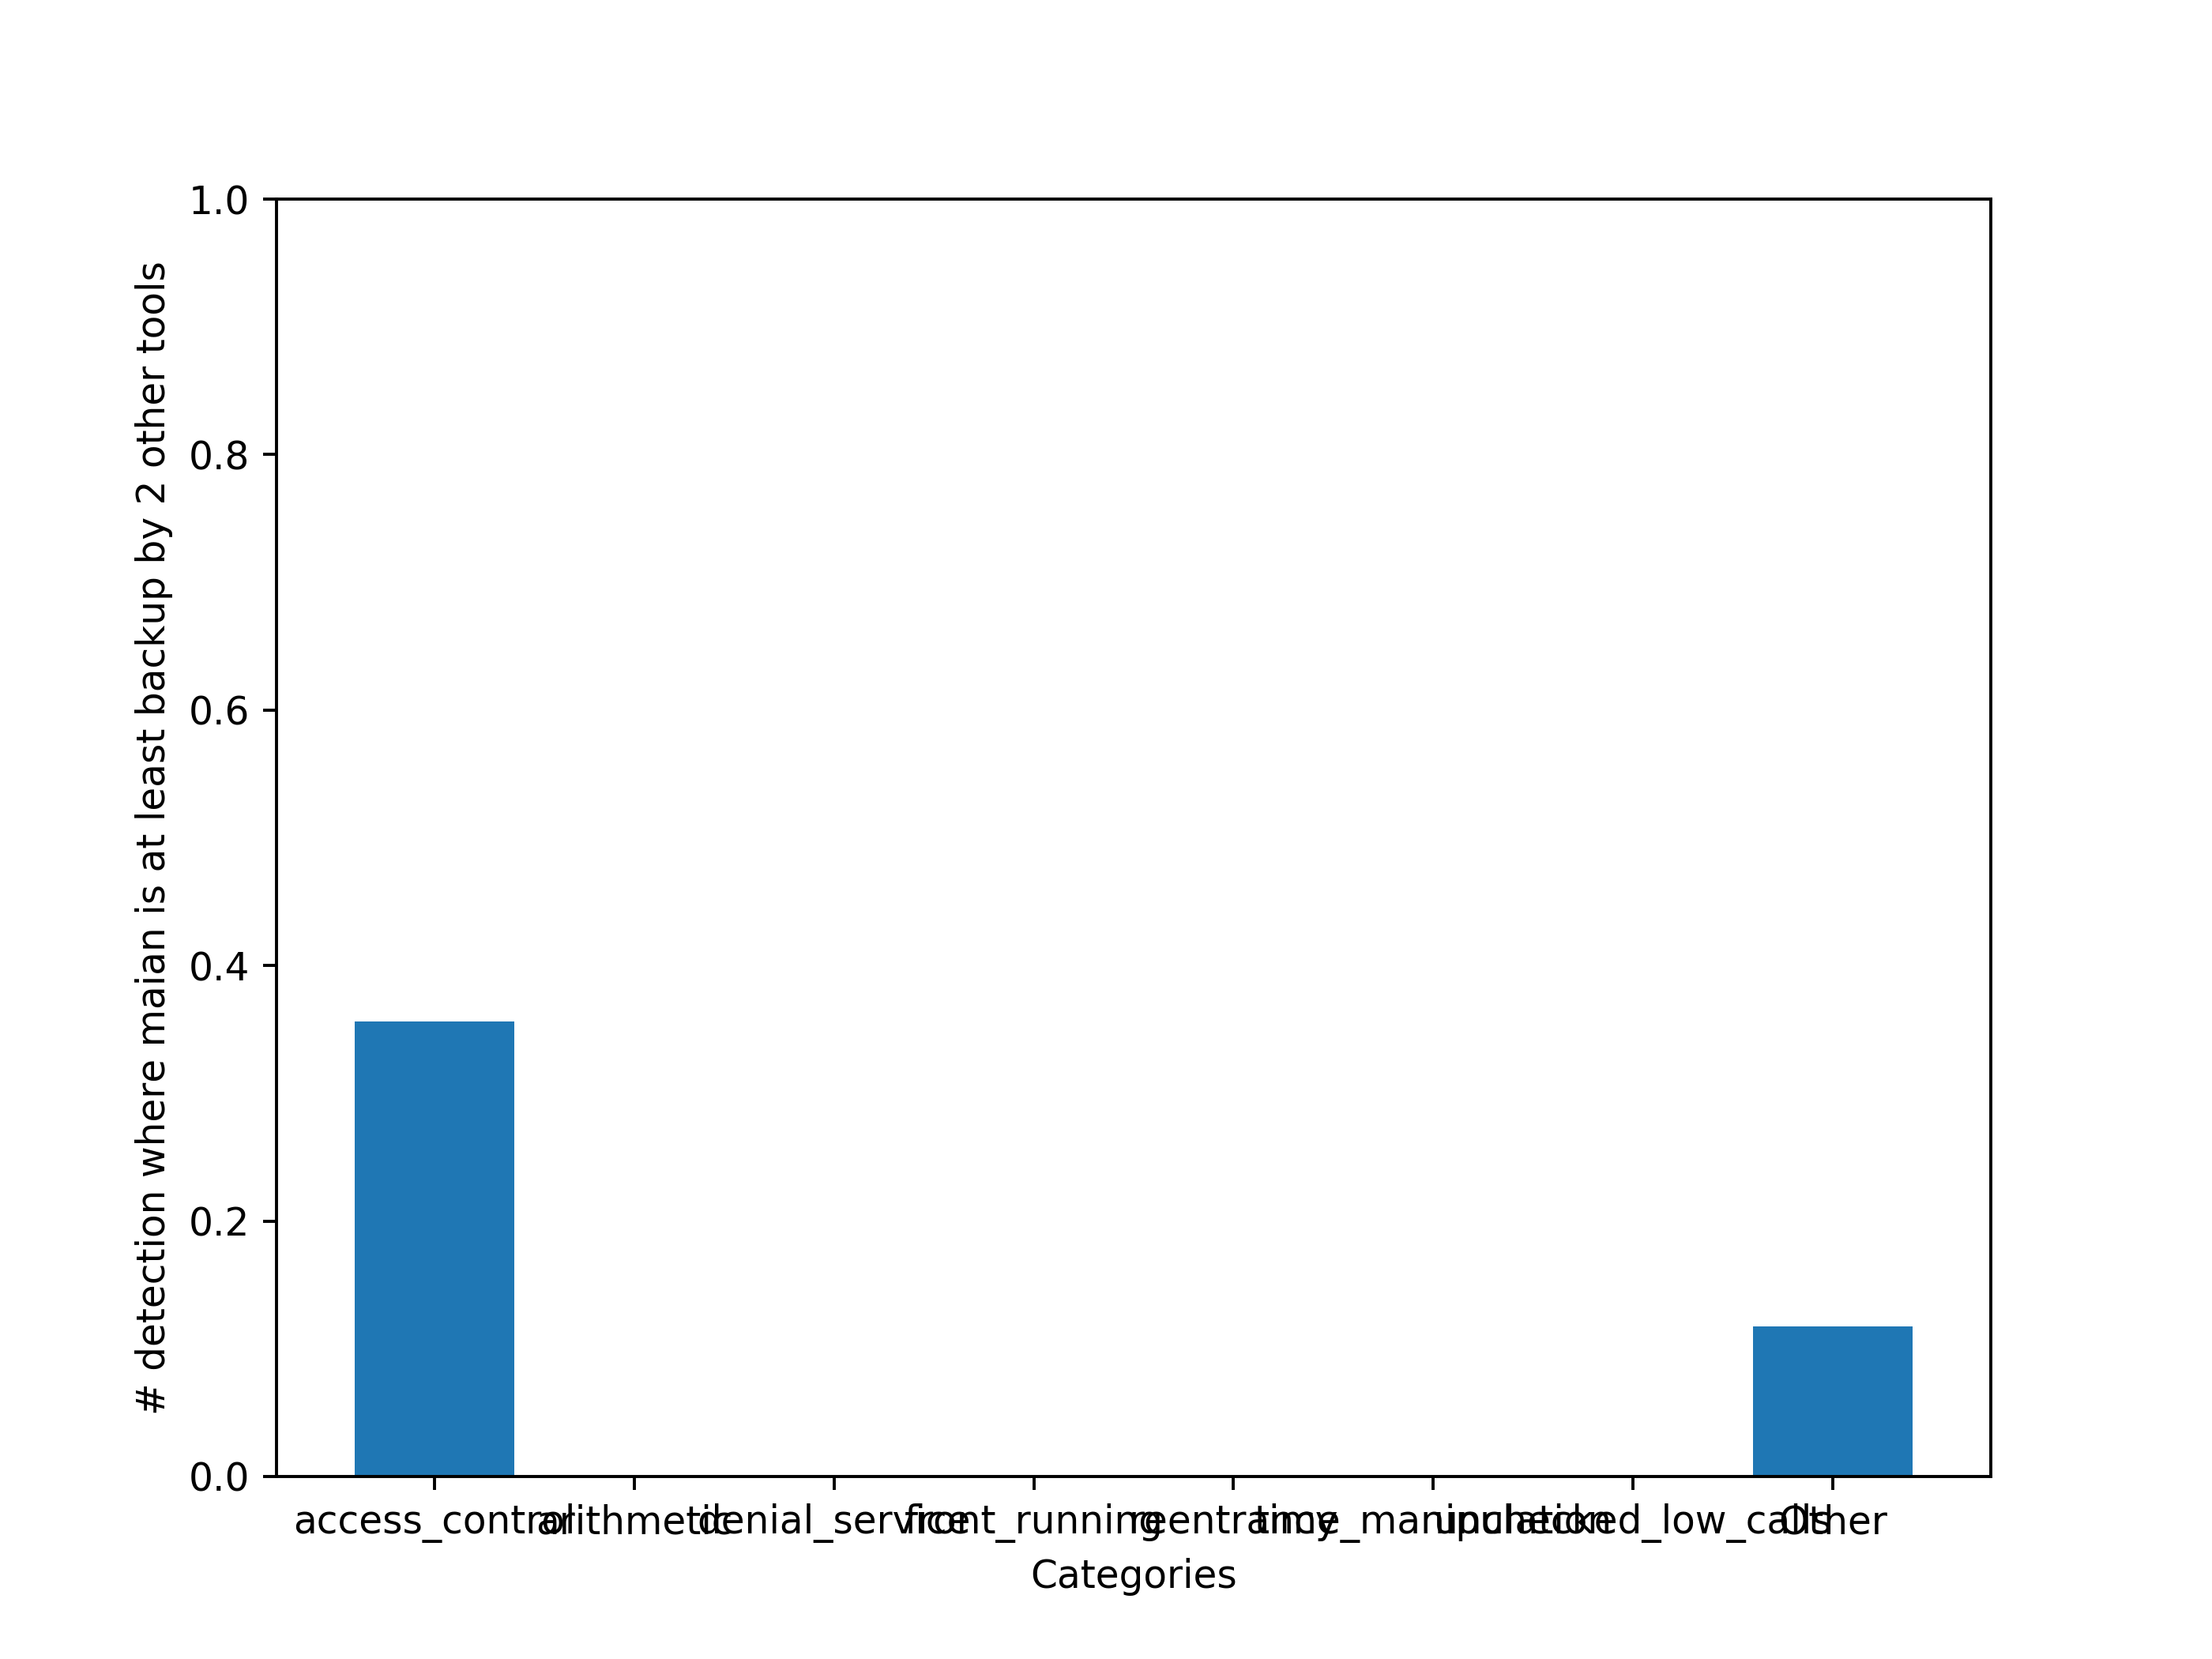 # detection where maian is at least backup by 2 other tools
1.0
0.8
0.6
0.4
0.2
0.0
access_control
arithmetic
denial_service
front_running
reentrancy
time_manipulation
unchecked_low_calls
Other
Categories